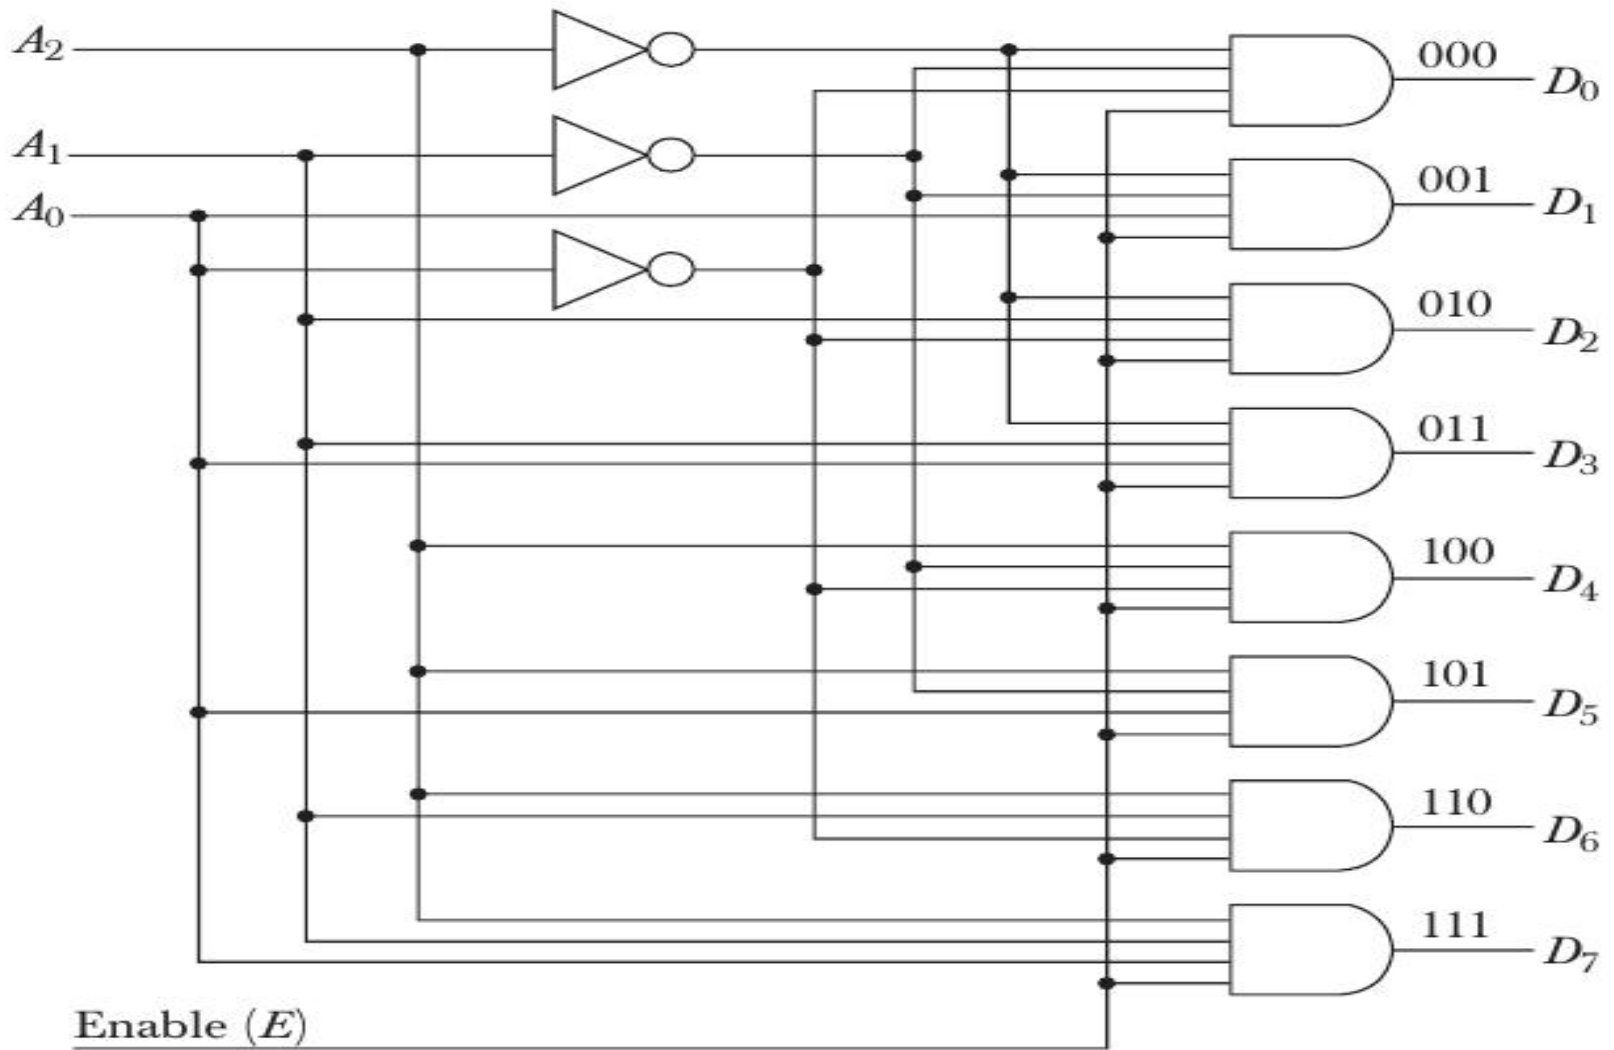 A₂
A₁
A₀
000
D₀
001
D₁
010
D₂
011
D₃
100
D₄
101
D₅
110
D₆
111
D₇
Enable (E)